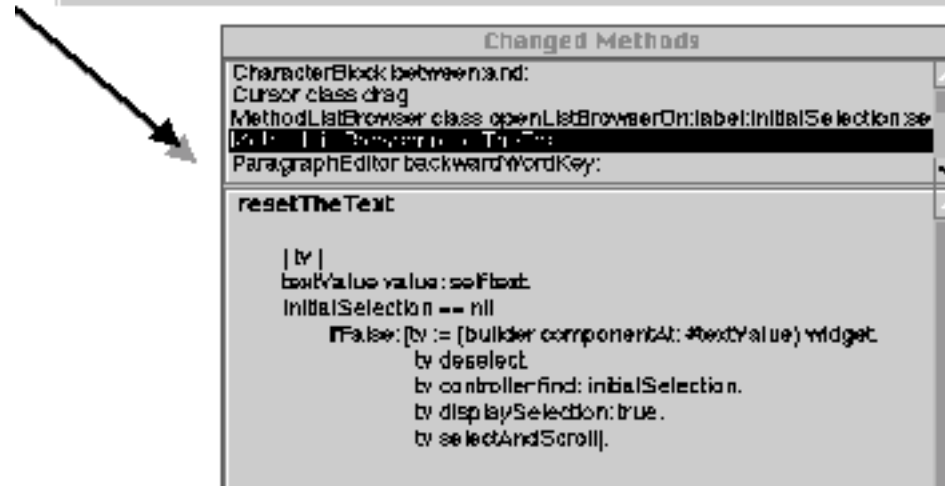 Changed Methods
CharacterBlock between:and:
Cursor class drag
MethodListBrowser class openListBrowserOn:label:initialSelection:se
ParagraphEditor backwardWordKey:
resetTheText
| tv |
textValue value: self text.
initialSelection == nil
ifFalse: [tv := (builder componentAt: #textValue) widget.
tv deselect.
tv controller find: initialSelection.
tv displaySelection: true.
tv selectAndScroll].